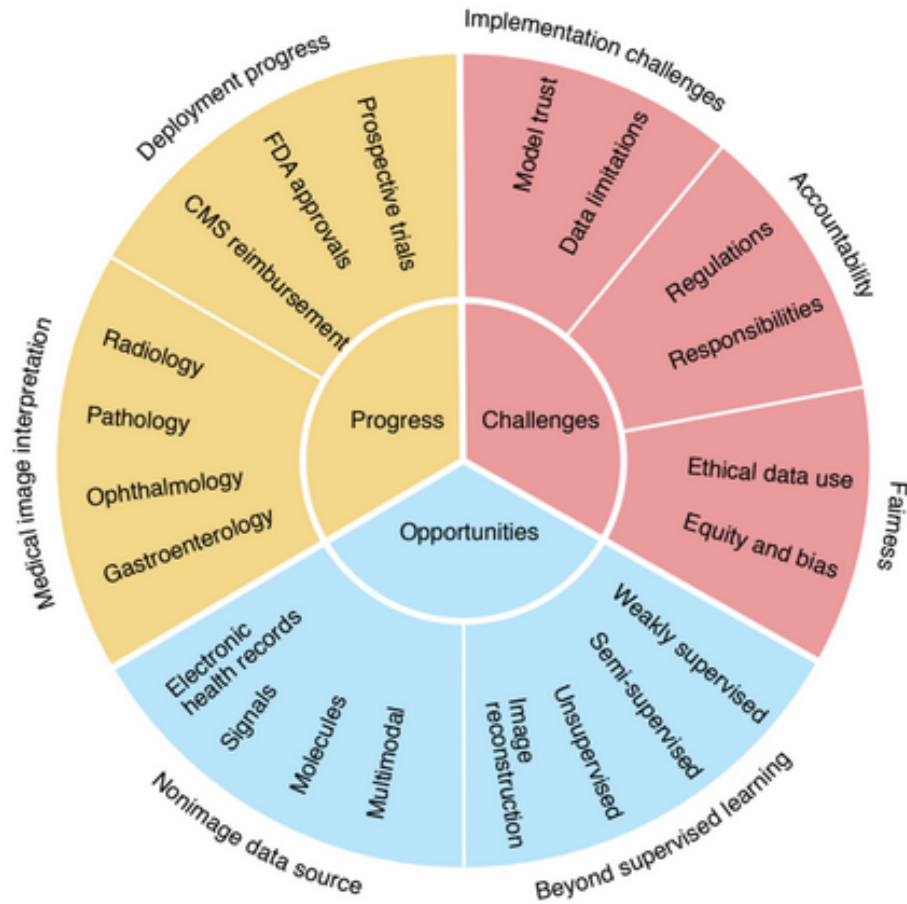 Implementation challenges
Model trust
Data limitations
Accountability
Regulations
Responsibilities
Fairness
Ethical data use
Equity and bias
Challenges
Deployment progress
Prospective trials
FDA approvals
CMS reimbursement
Medical image interpretation
Radiology
Pathology
Ophthalmology
Gastroenterology
Progress
Opportunities
Nonimage data source
Electronic
health records
Signals
Molecules
Multimodal
Beyond supervised learning
Image
reconstruction
Unsupervised
Semi-supervised
Weakly supervised